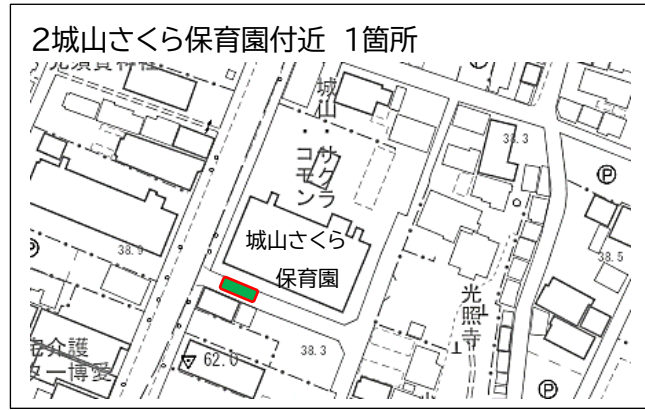 2城山さくら保育園付近 1箇所
城山・サクラコモン
38.3
Ⓟ
38.9
城山さくら
保育園
38.5
光照寺
62.0
38.3
介護
ター博愛
Ⓟ